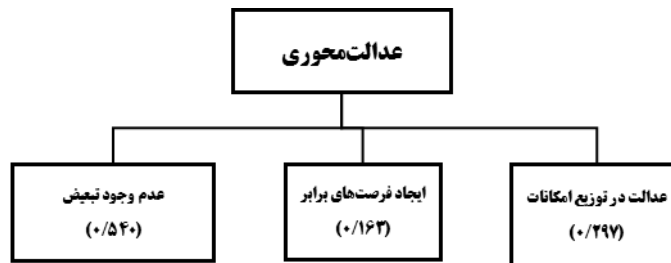 عدالت‌محوری
عدالت در توزیع امکانات
(۰/۲۹۷)
ایجاد فرصت‌های برابر
(۰/۱۶۳)
عدم وجود تبعیض
(۰/۵۴۰)